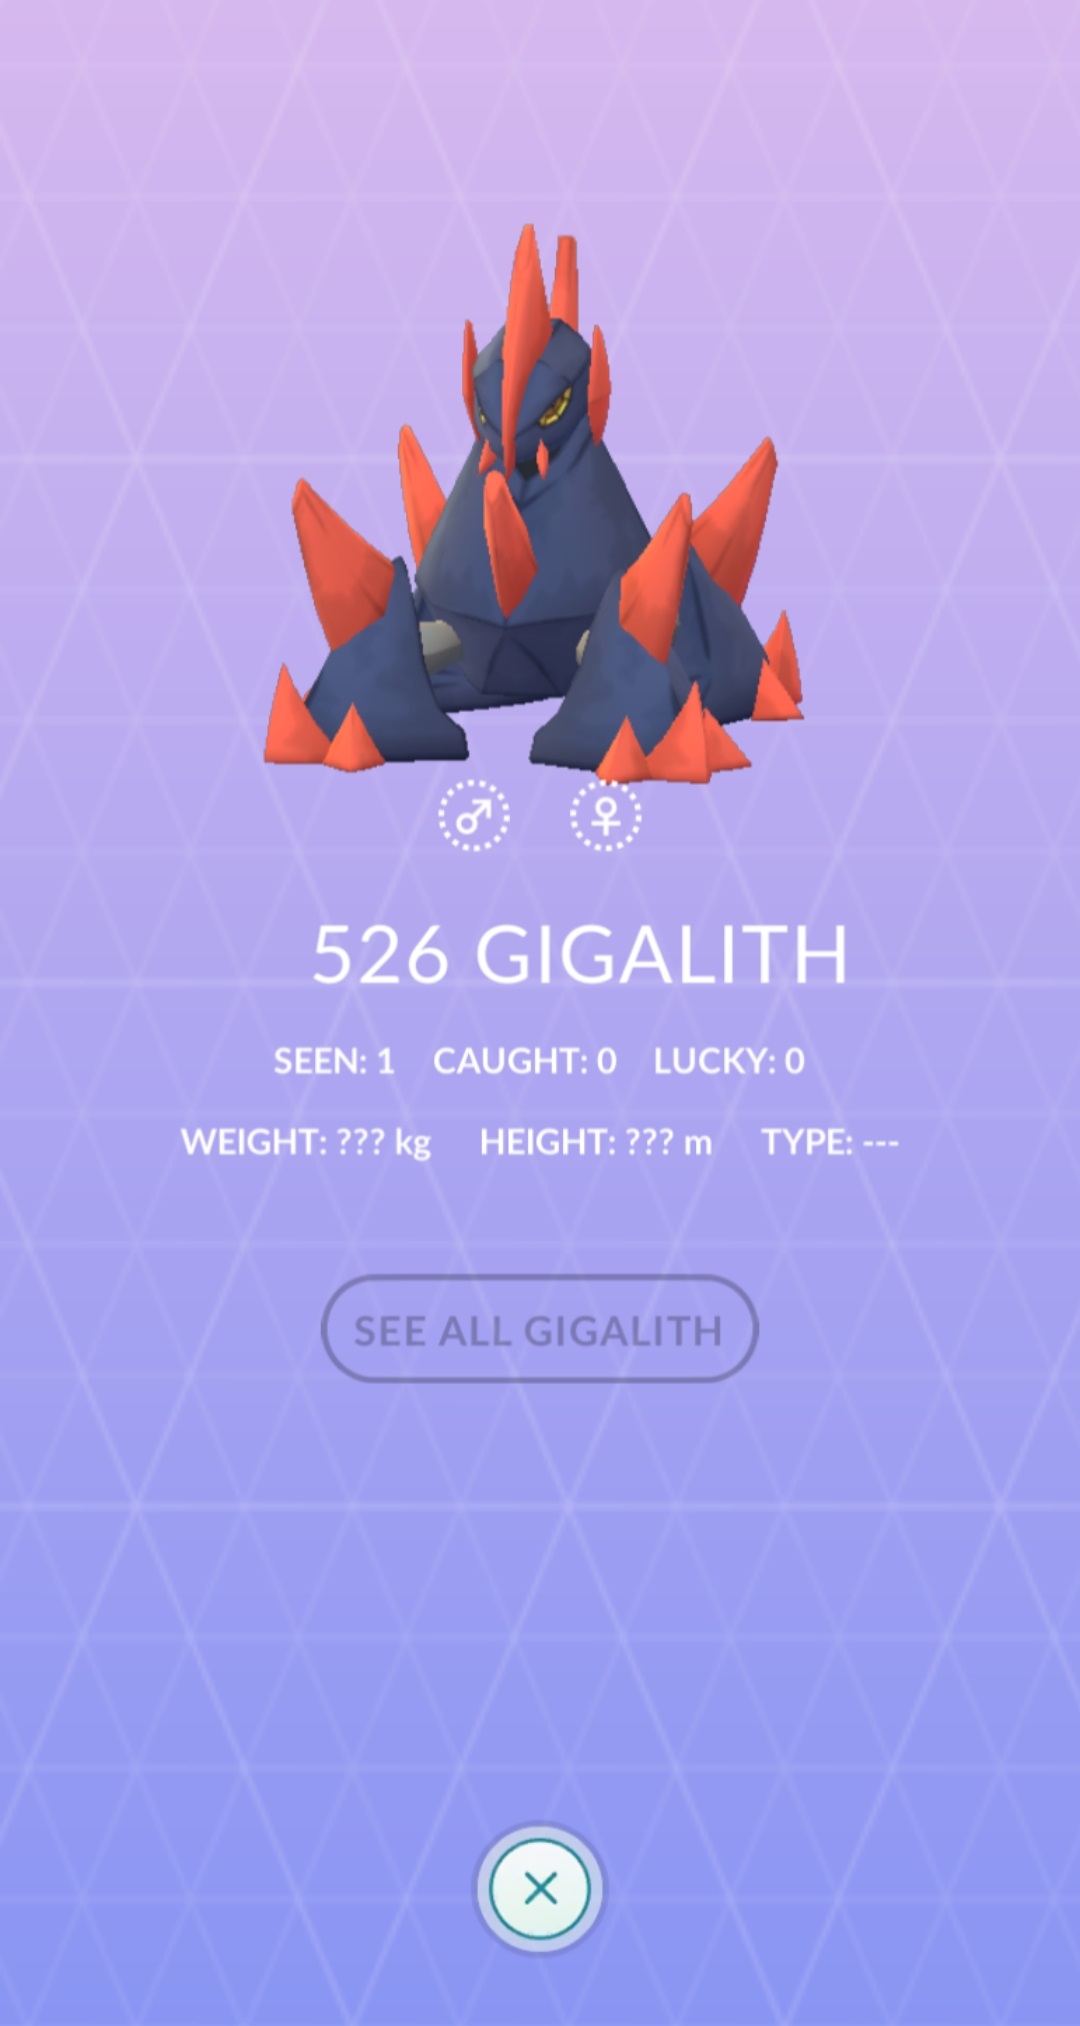 ♂ ♀
526 GIGALITH
SEEN: 1 CAUGHT: 0 LUCKY: 0
WEIGHT: ??? kg HEIGHT: ??? m TYPE: ---
SEE ALL GIGALITH